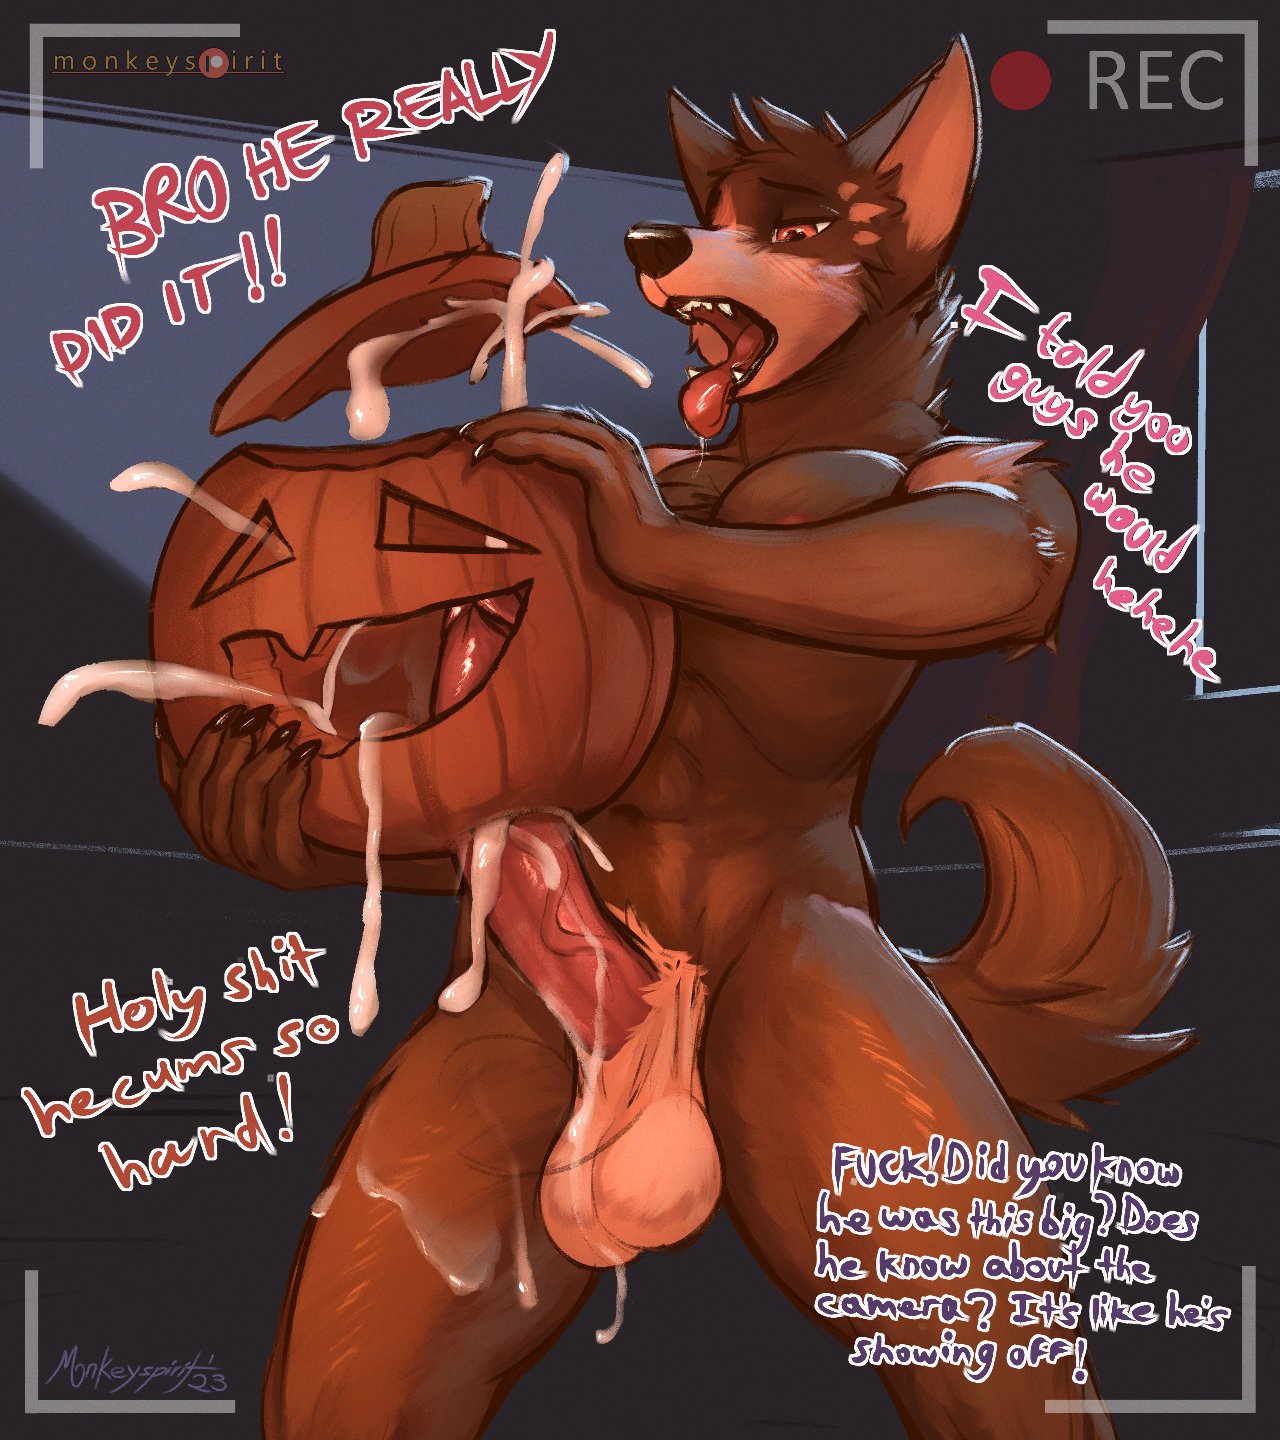 monkeyspirit
REC
BRO HE REALLY
DID IT!!
I told you
guys he
would
hehehe
Holy shit
he cums so
hard!
FUCK! Did you know
he was this big? Does
he know about the
camera? It's like he's
showing off!
Monkeyspirit'23